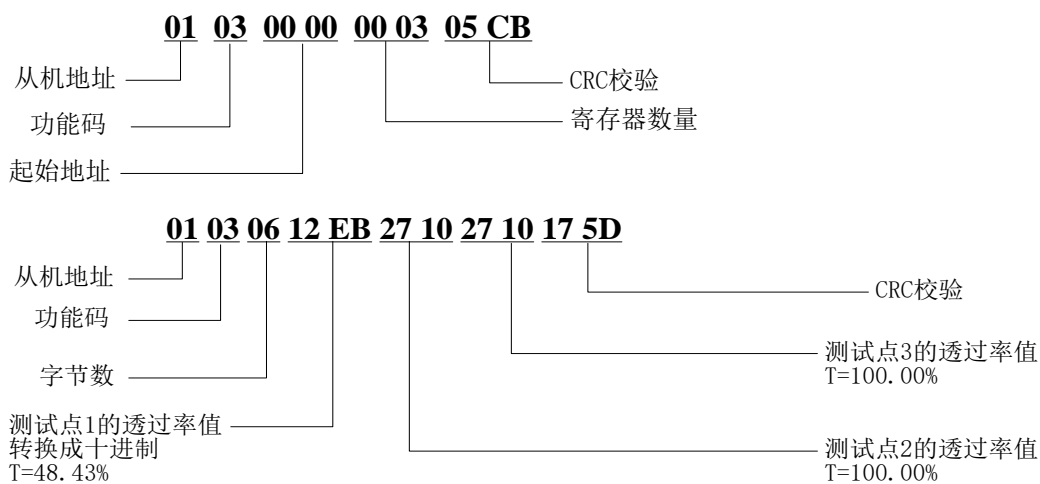 01 03 00 00 00 03 05 CB
从机地址
CRC校验
功能码
寄存器数量
起始地址
01 03 06 12 EB 27 10 27 10 17 5D
从机地址
CRC校验
功能码
测试点3的透过率值
T=100.00%
字节数
测试点1的透过率值
转换成十进制
T=48.43%
测试点2的透过率值
T=100.00%